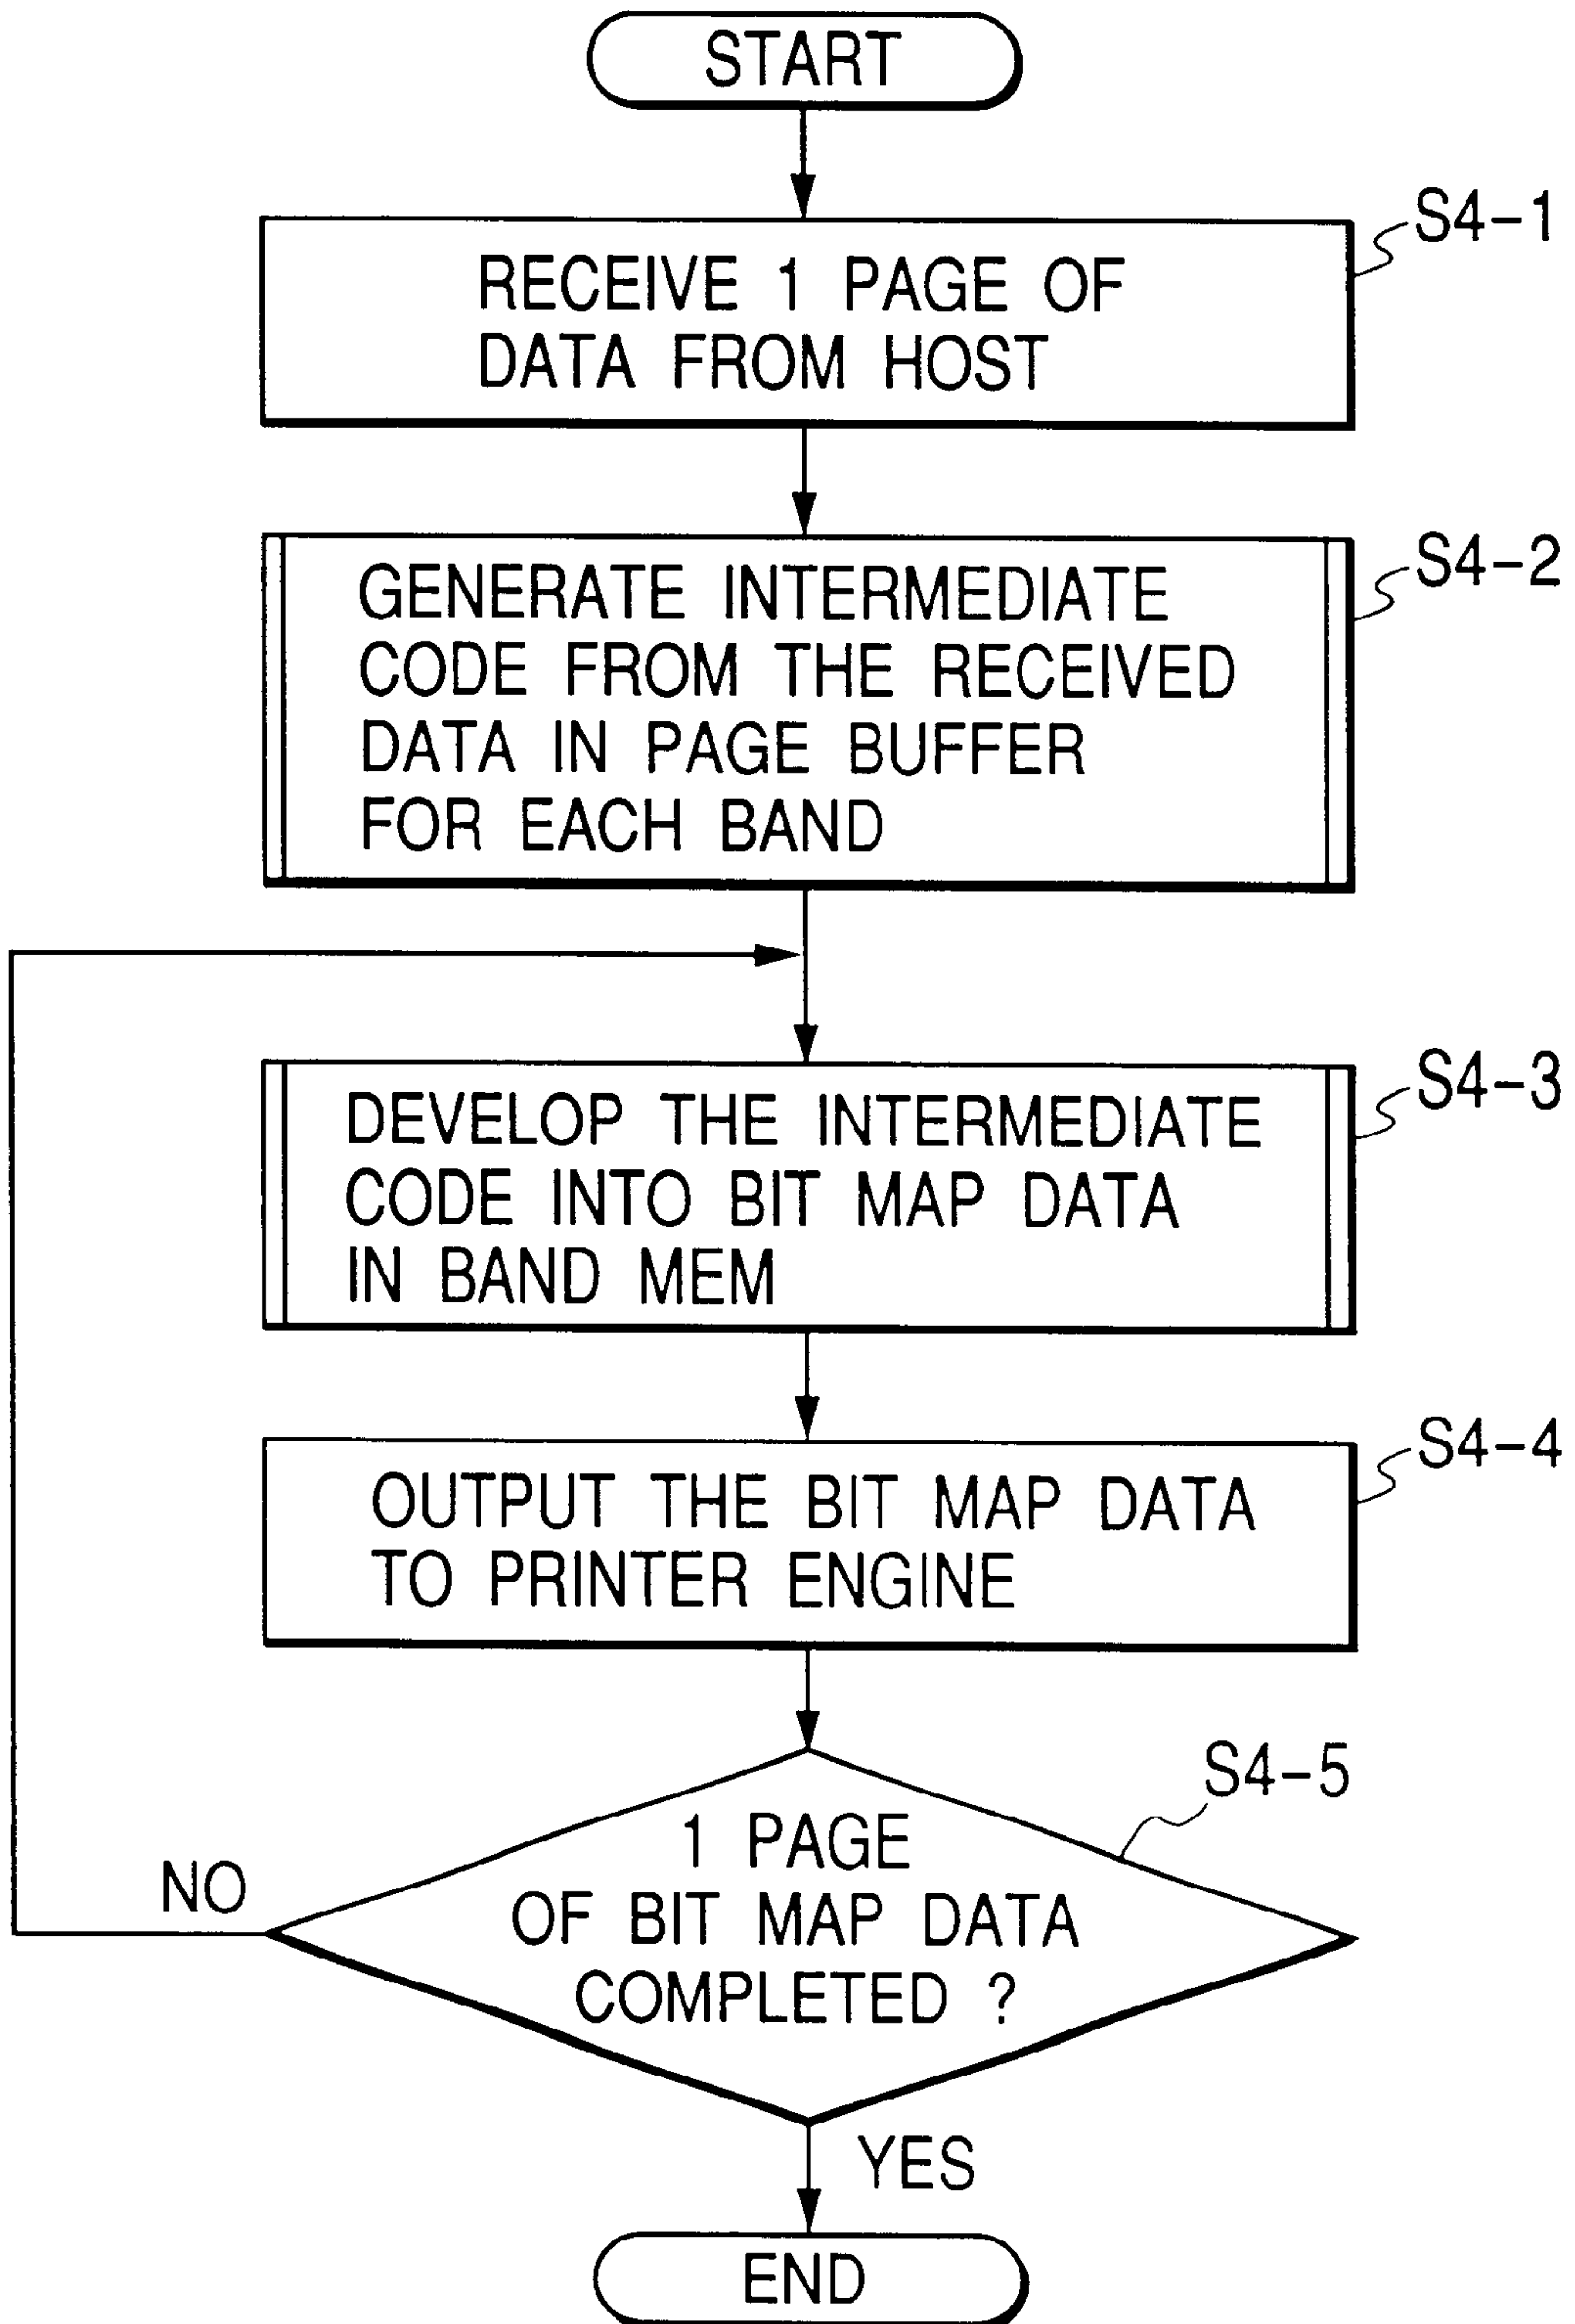 START
S4-1
RECEIVE 1 PAGE OF
DATA FROM HOST
S4-2
GENERATE INTERMEDIATE
CODE FROM THE RECEIVED
DATA IN PAGE BUFFER
FOR EACH BAND
S4-3
DEVELOP THE INTERMEDIATE
CODE INTO BIT MAP DATA
IN BAND MEM
S4-4
OUTPUT THE BIT MAP DATA
TO PRINTER ENGINE
S4-5
1 PAGE
OF BIT MAP DATA
COMPLETED ?
NO
YES
END